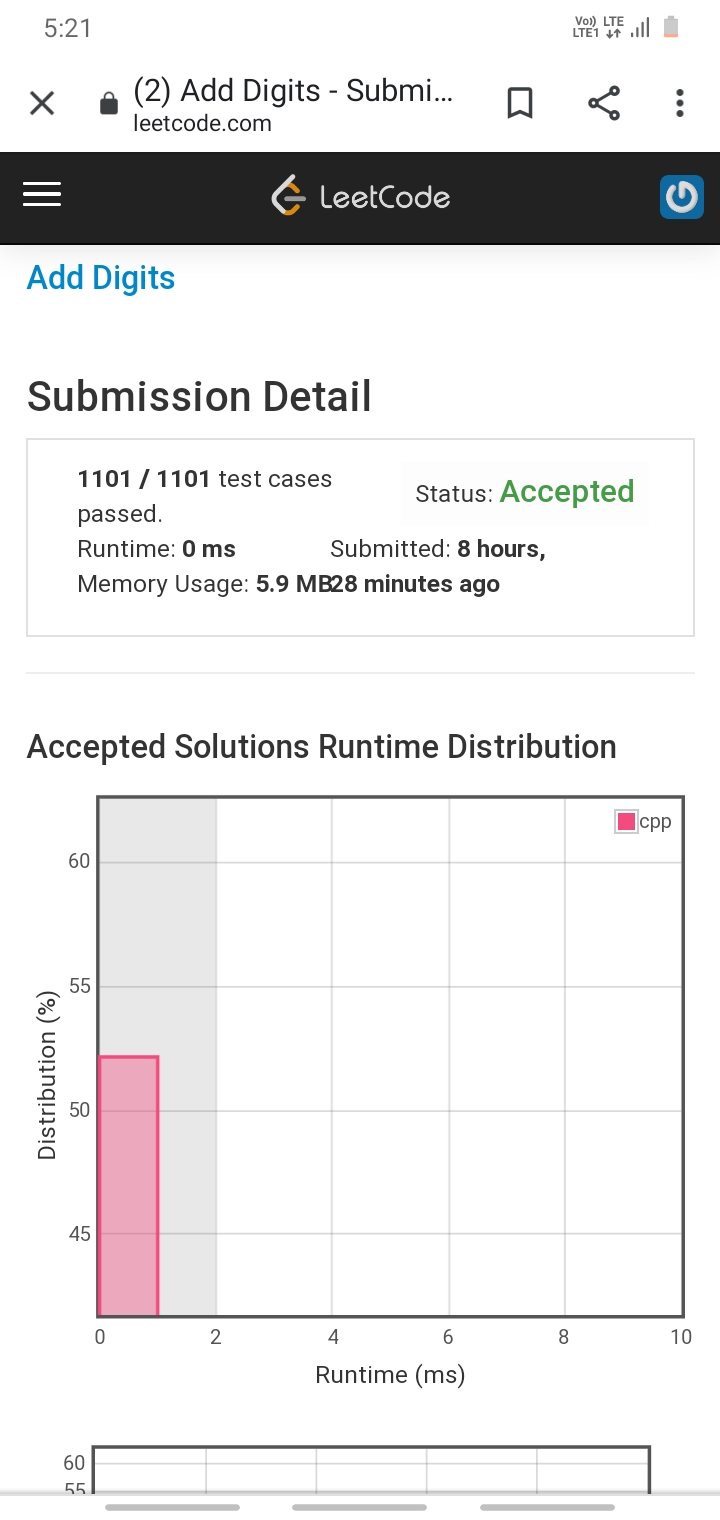 5:21
Vo)) LTE
LTE1
(2) Add Digits - Submi...
leetcode.com
LeetCode
Add Digits
Submission Detail
1101 / 1101 test cases
passed.
Status: Accepted
Runtime: 0 ms
Submitted: 8 hours,
Memory Usage: 5.9 MB
28 minutes ago
Accepted Solutions Runtime Distribution
cpp
60
55
50
45
Distribution (%)
0 2 4 6 8 10
Runtime (ms)
60
55